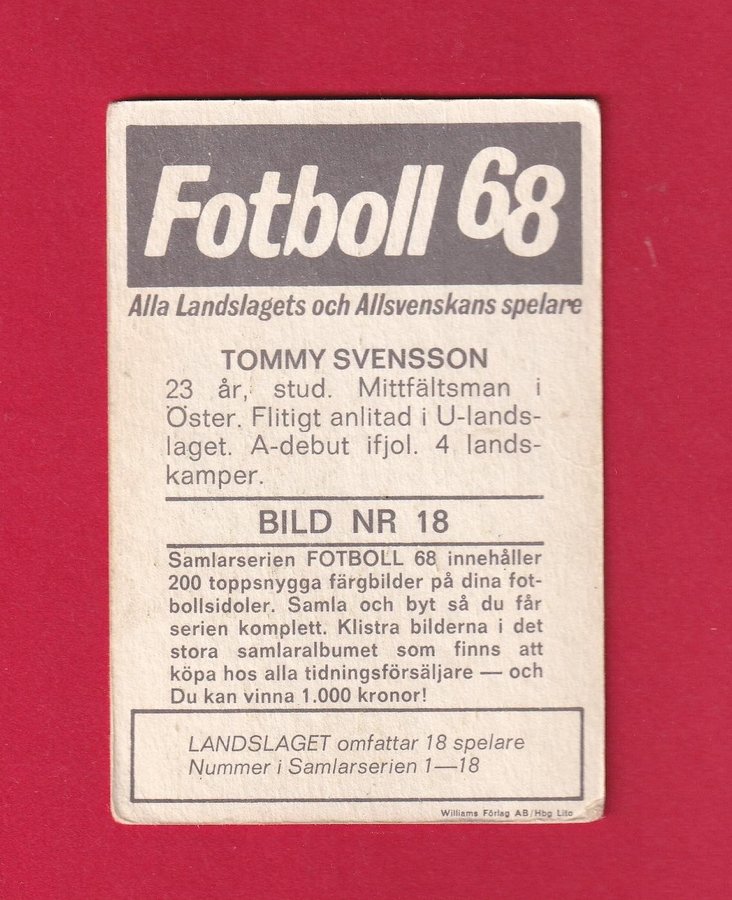 Fotboll 68
Alla Landslagets och Allsvenskans spelare
TOMMY SVENSSON
23 år, stud. Mittfältsman i
Öster. Flitigt anlitad i U-lands-
laget. A-debut ifjol. 4 lands-
kamper.
BILD NR 18
Samlarserien FOTBOLL 68 innehåller
200 toppsnygga färgbilder på dina fot-
bollsidoler. Samla och byt så du får
serien komplett. Klistra bilderna i det
stora samlaralbumet som finns att
köpa hos alla tidningsförsäljare — och
Du kan vinna 1.000 kronor!
LANDSLAGET omfattar 18 spelare
Nummer i Samlarserien 1—18
Williams Förlag AB/Hbg Lito